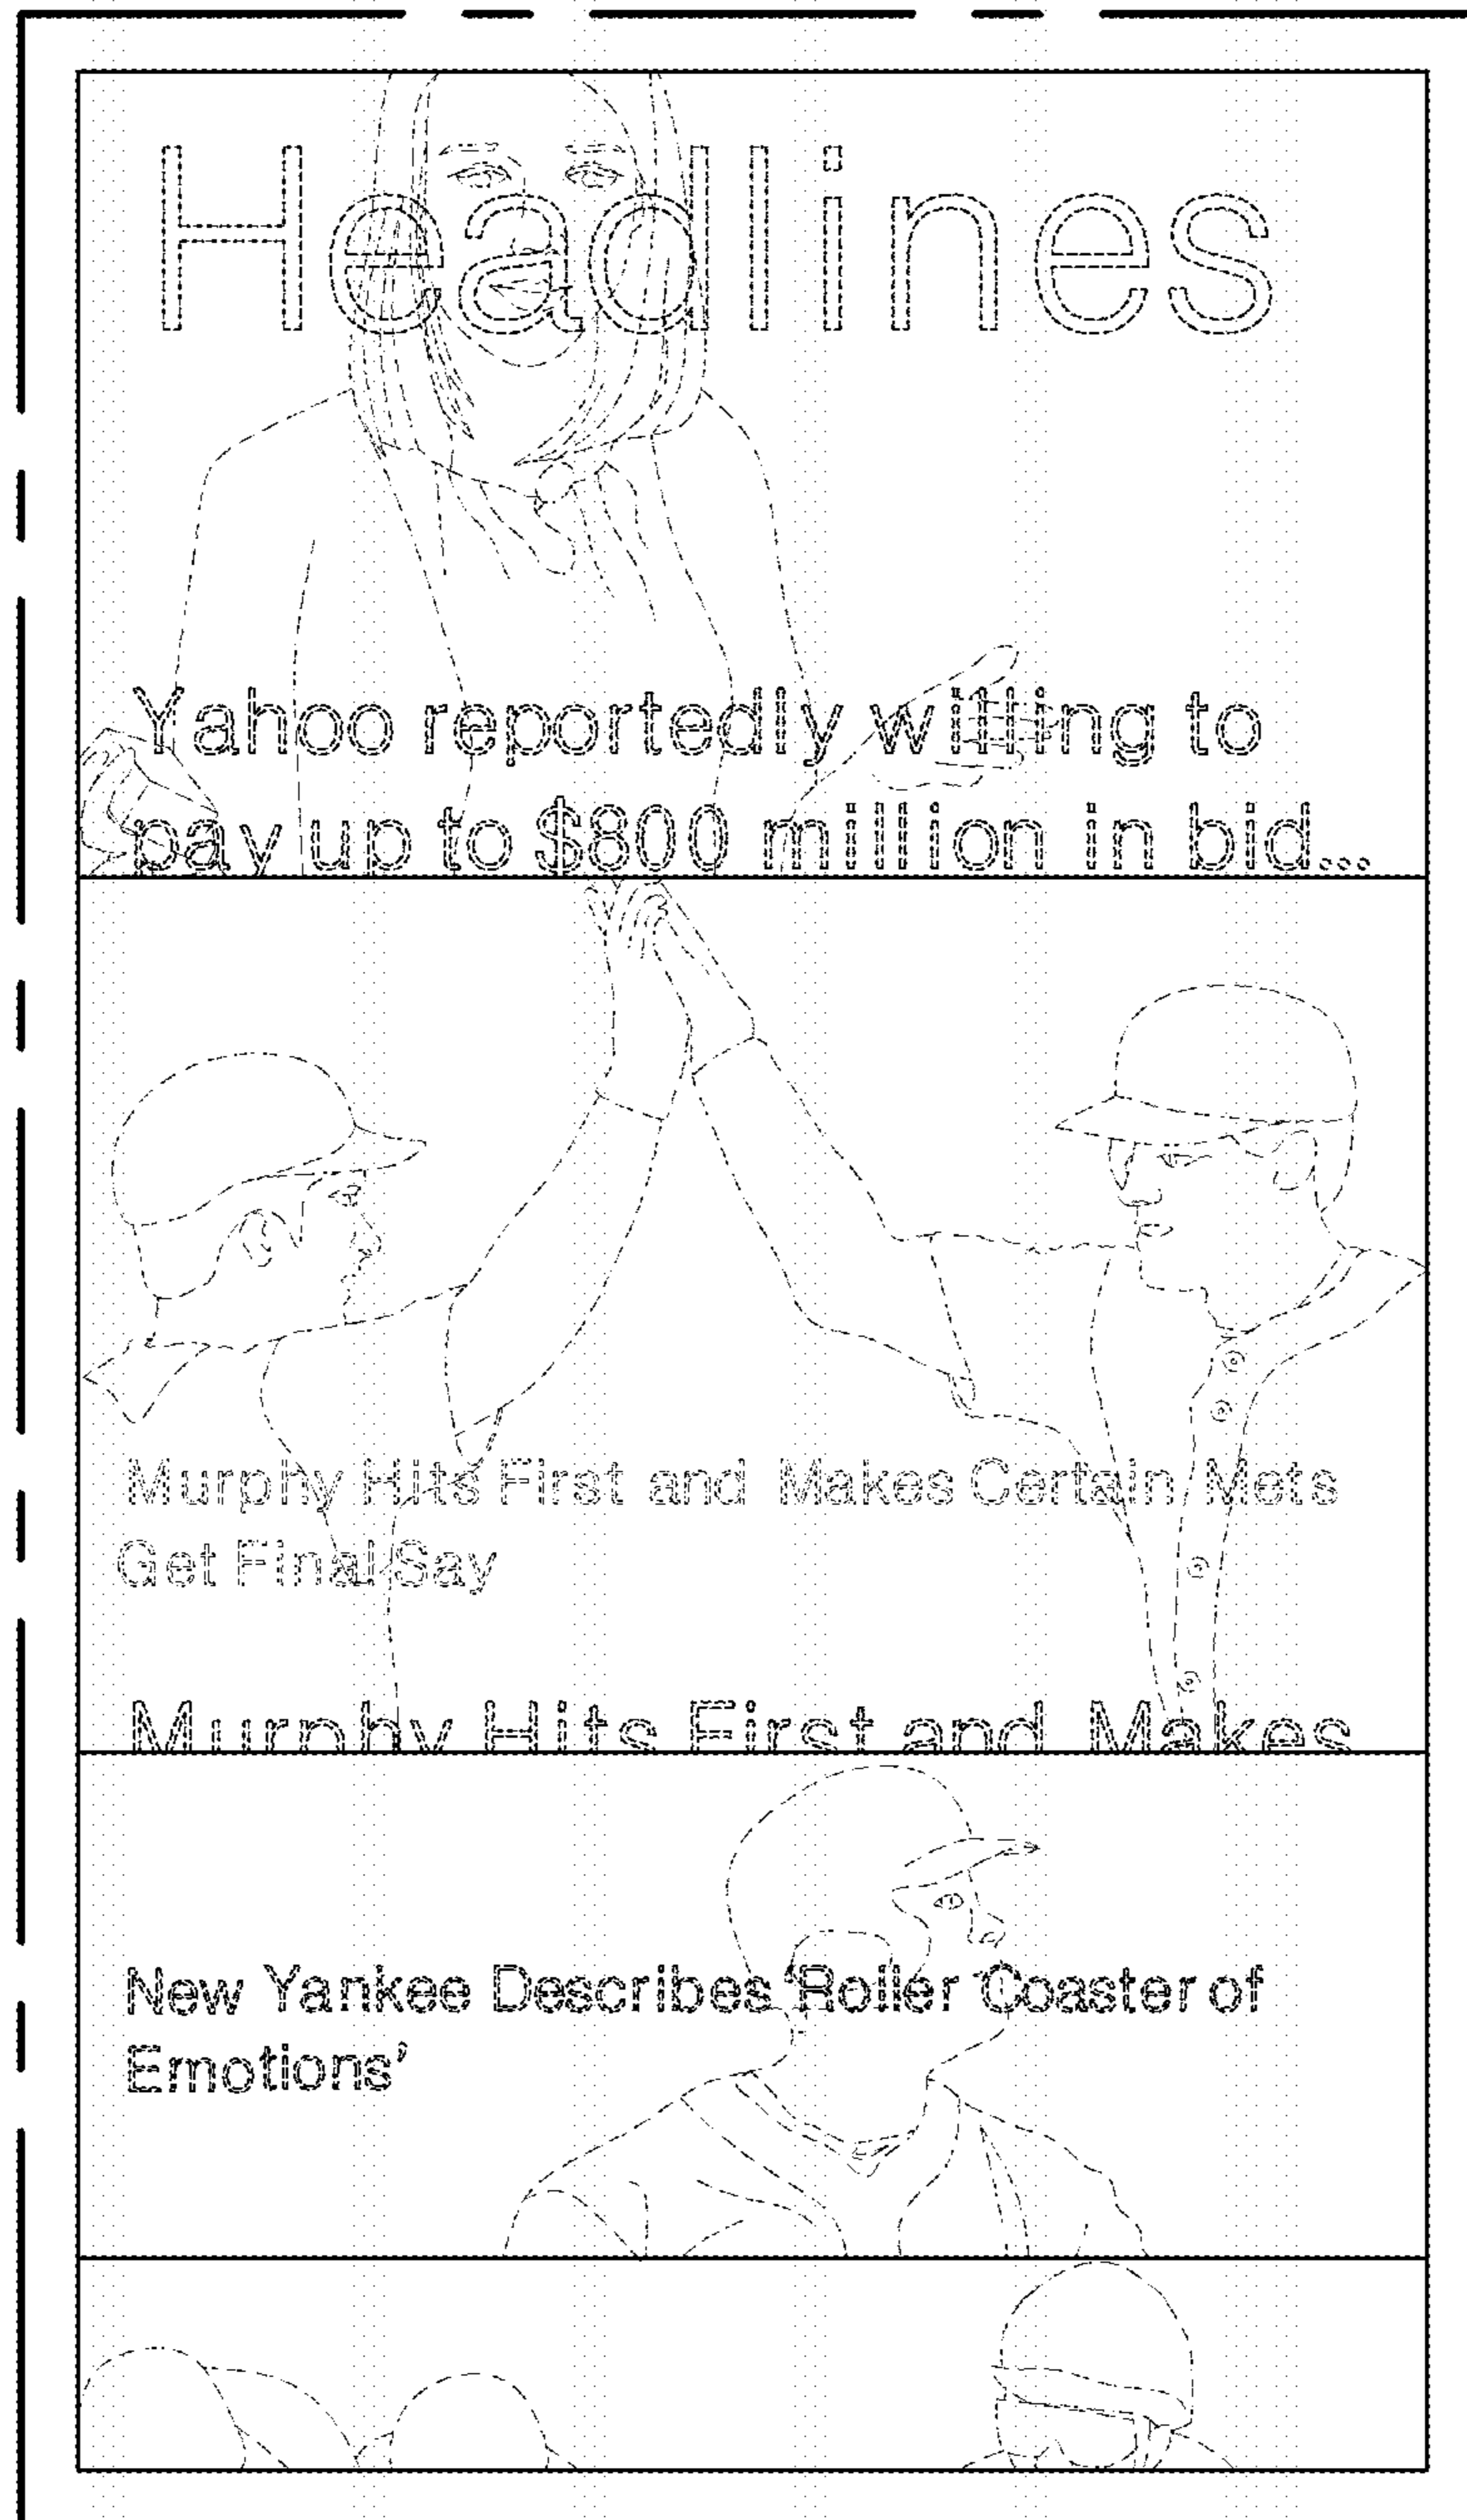 Headlines
Yahoo reportedly willing to
pay up to $800 million in bid...
Murphy Hits First and Makes Certain Mets
Get Final Say
Murphy Hits First and Makes
New Yankee Describes ‘Roller Coaster of
Emotions’